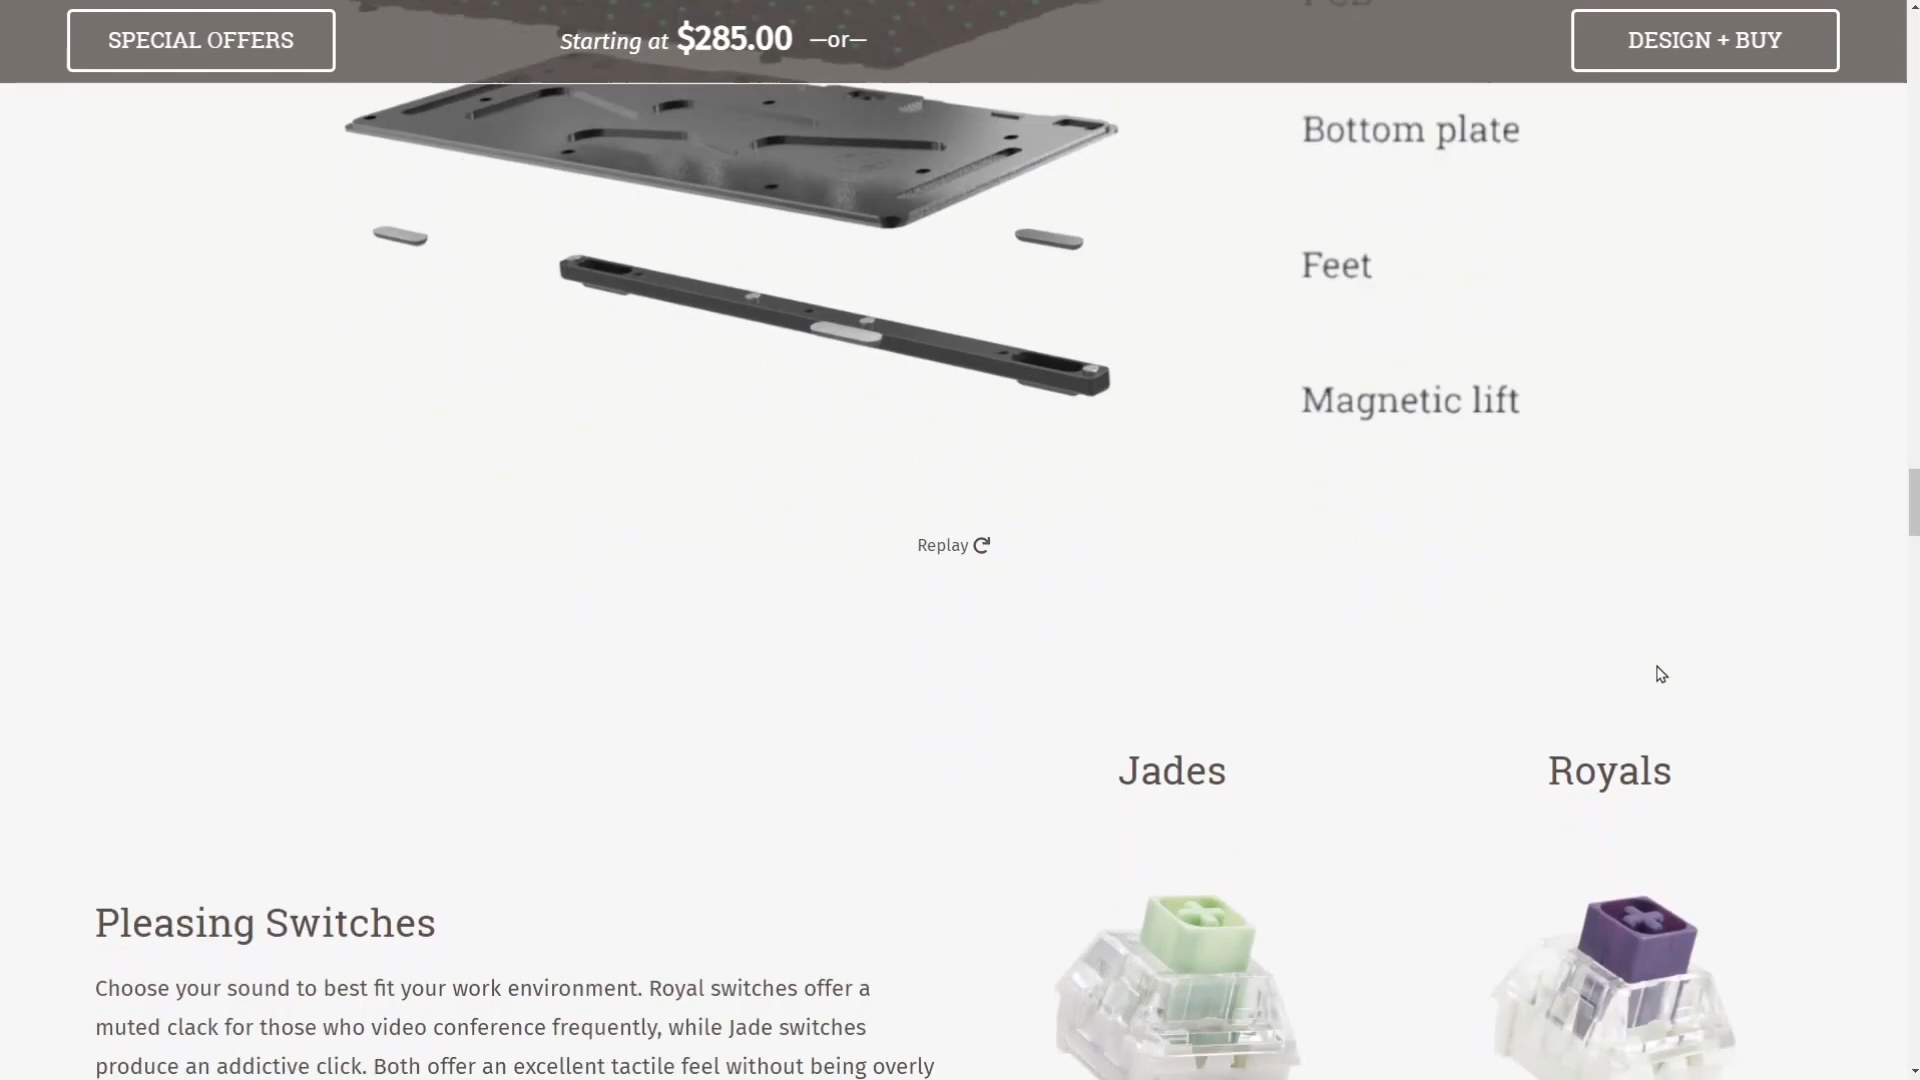 SPECIAL OFFERS
Starting at $285.00 —or—
DESIGN + BUY
Bottom plate
Feet
Magnetic lift
Replay
Jades
Royals
Pleasing Switches
Choose your sound to best fit your work environment. Royal switches offer a
muted clack for those who video conference frequently, while Jade switches
produce an addictive click. Both offer an excellent tactile feel without being overly